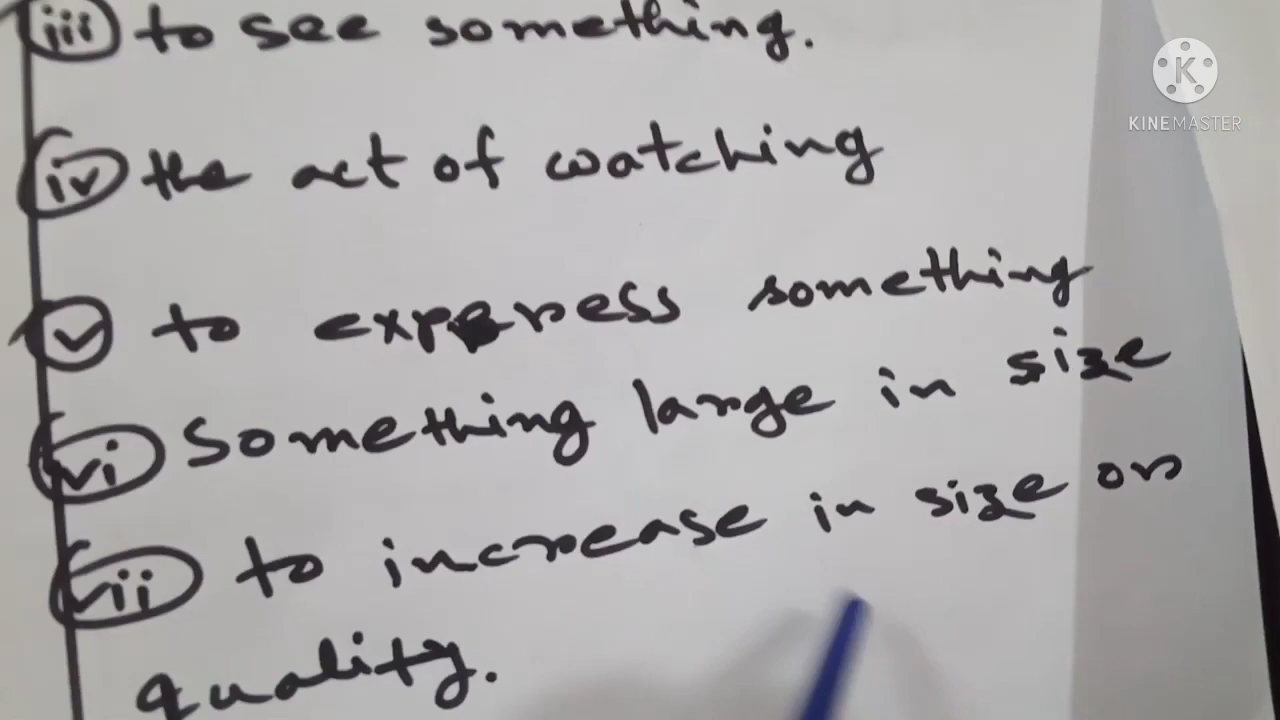 iii to see something.
iv the act of watching
v to express something
vi Something large in size
vii to increase in size or
quality.
K
KINEMASTER